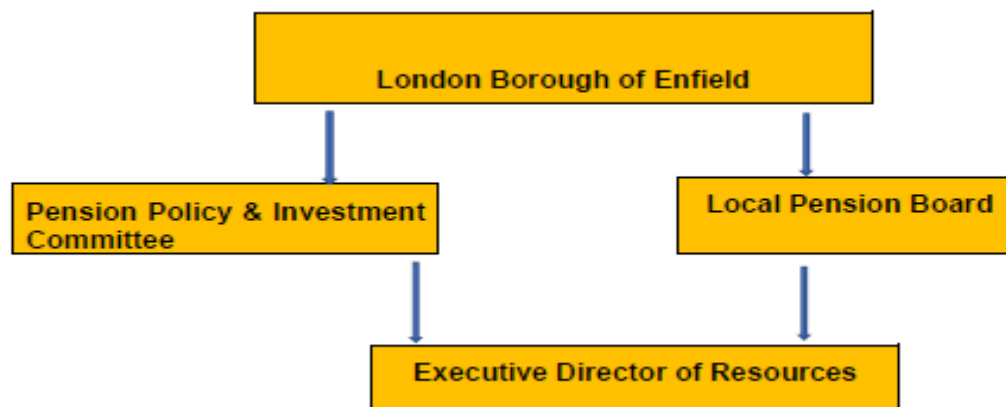 London Borough of Enfield
Pension Policy & Investment
Committee
Local Pension Board
Executive Director of Resources